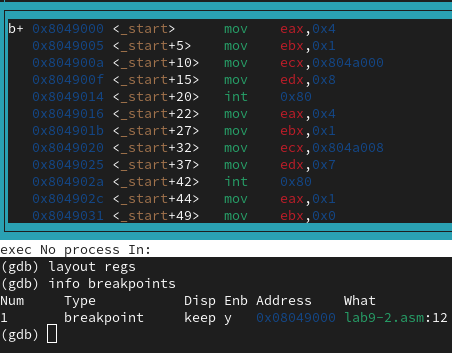 b+ 0x8049000 <_start> mov eax,0x4
0x8049005 <_start+5> mov ebx,0x1
0x804900a <_start+10> mov ecx,0x804a000
0x804900f <_start+15> mov edx,0x8
0x8049014 <_start+20> int 0x80
0x8049016 <_start+22> mov eax,0x4
0x804901b <_start+27> mov ebx,0x1
0x8049020 <_start+32> mov ecx,0x804a008
0x8049025 <_start+37> mov edx,0x7
0x804902a <_start+42> int 0x80
0x804902c <_start+44> mov eax,0x1
0x8049031 <_start+49> mov ebx,0x0
exec No process In:
(gdb) layout regs
(gdb) info breakpoints
Num Type Disp Enb Address What
1 breakpoint keep y 0x08049000 lab9-2.asm:12
(gdb)